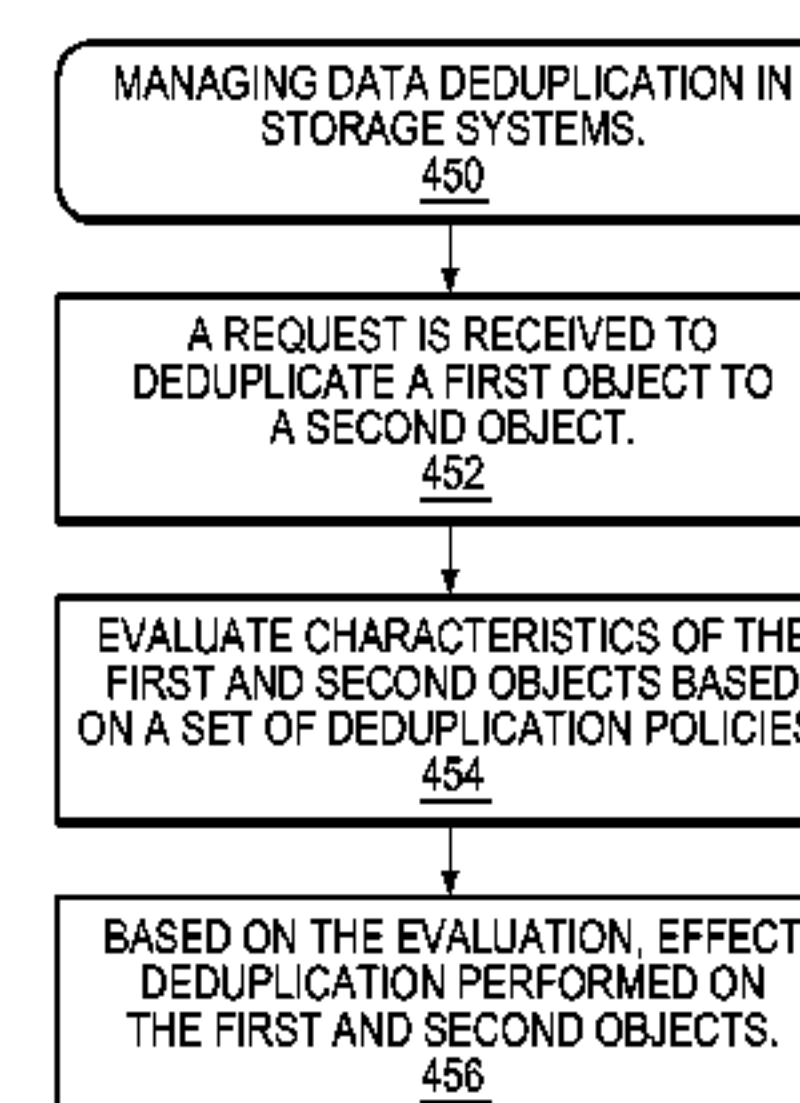 MANAGING DATA DEDUPLICATION IN
STORAGE SYSTEMS.
450
A REQUEST IS RECEIVED TO
DEDUPLICATE A FIRST OBJECT TO
A SECOND OBJECT.
452
EVALUATE CHARACTERISTICS OF THE
FIRST AND SECOND OBJECTS BASED
ON A SET OF DEDUPLICATION POLICIES
454
BASED ON THE EVALUATION, EFFECT
DEDUPLICATION PERFORMED ON
THE FIRST AND SECOND OBJECTS.
456